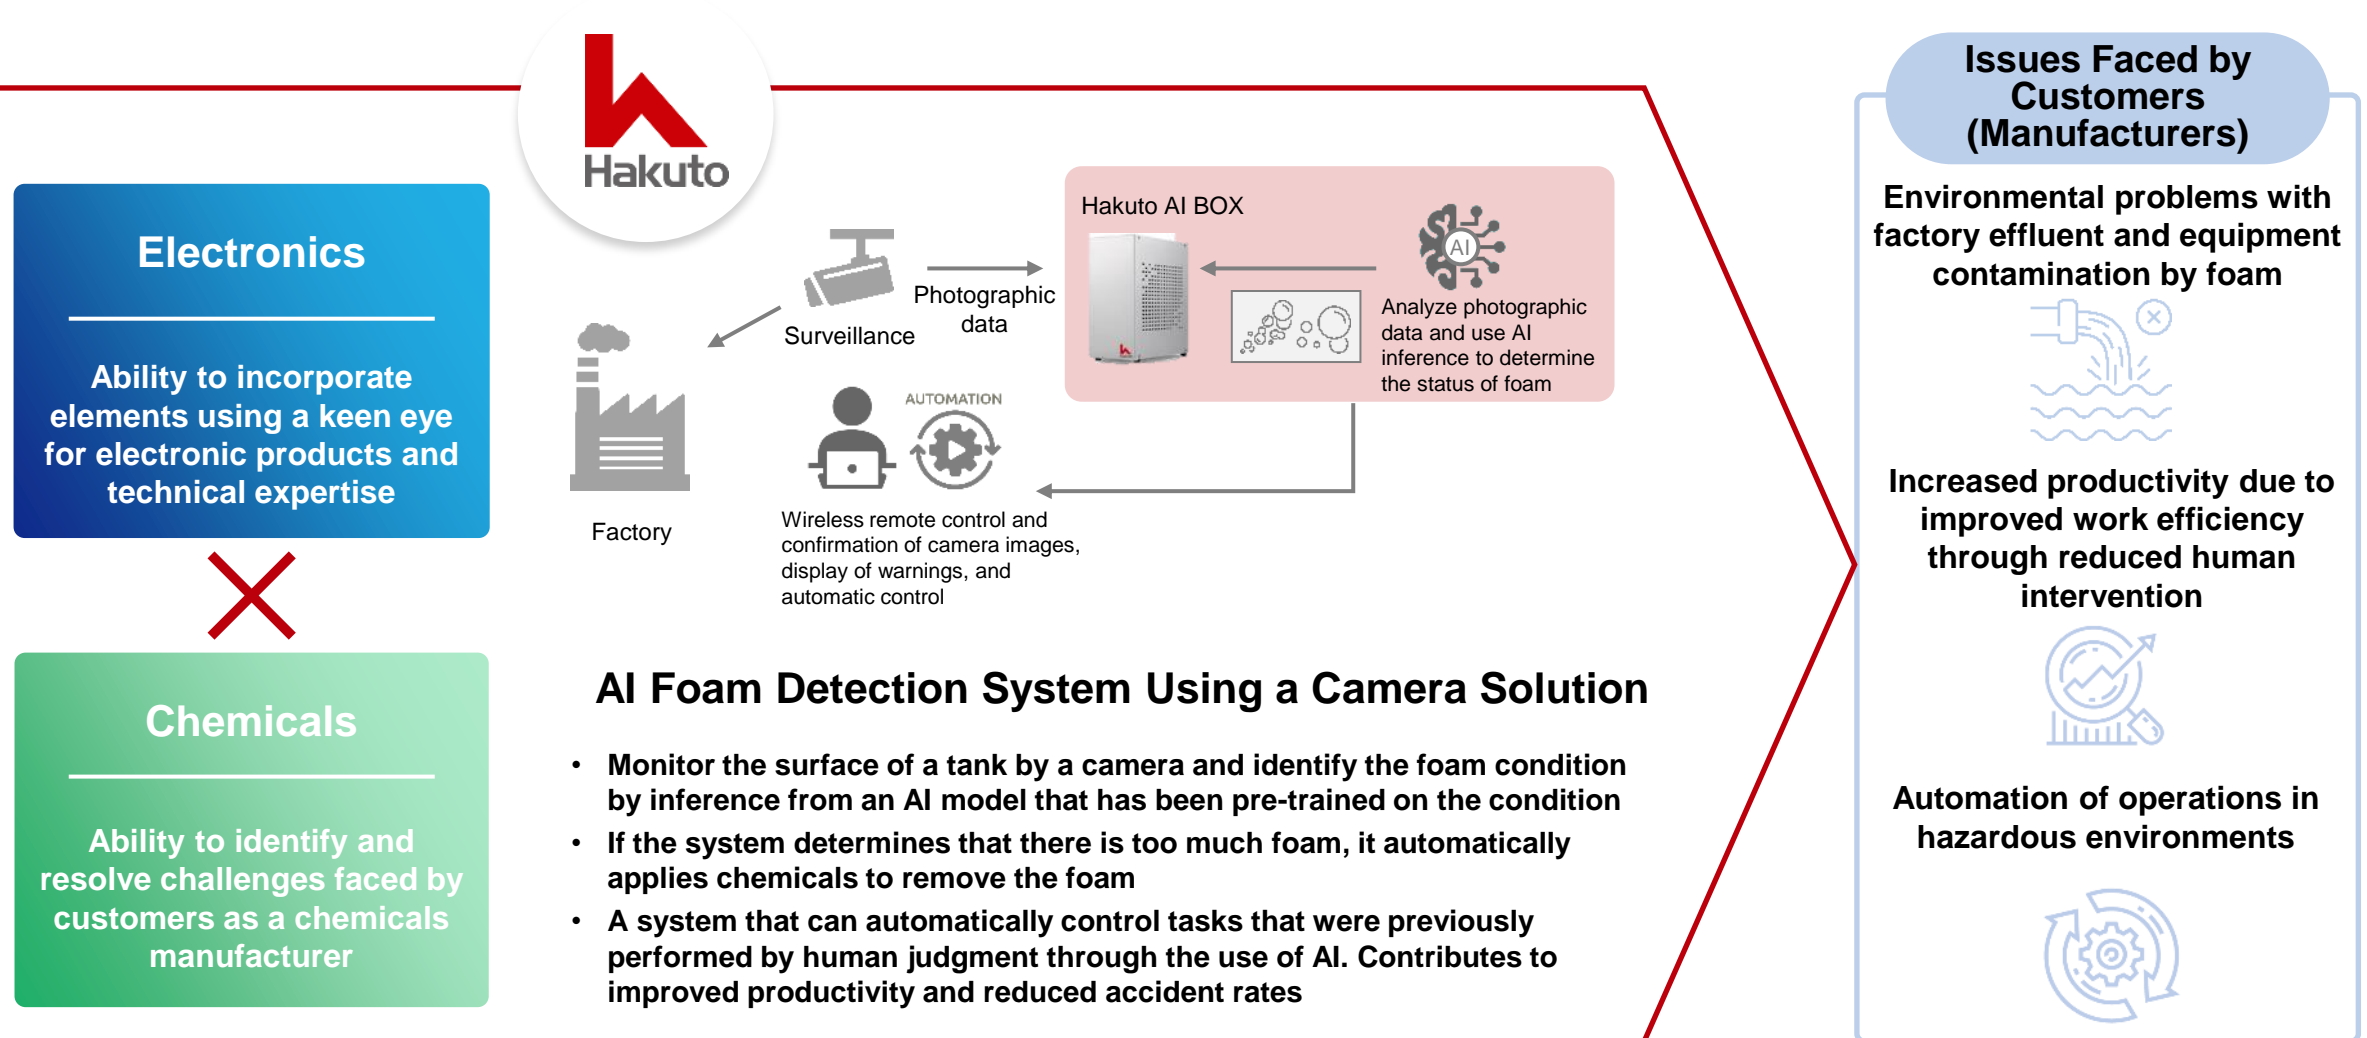 Hakuto
Electronics
Ability to incorporate
elements using a keen eye
for electronic products and
technical expertise
Chemicals
Ability to identify and
resolve challenges faced by
customers as a chemicals
manufacturer
Surveillance
Photographic
data
Factory
Hakuto AI BOX
Hakuto
AI
Analyze photographic
data and use AI
inference to determine
the status of foam
AUTOMATION
Wireless remote control and
confirmation of camera images,
display of warnings, and
automatic control
AI Foam Detection System Using a Camera Solution
• Monitor the surface of a tank by a camera and identify the foam condition
by inference from an AI model that has been pre-trained on the condition
• If the system determines that there is too much foam, it automatically
applies chemicals to remove the foam
• A system that can automatically control tasks that were previously
performed by human judgment through the use of AI. Contributes to
improved productivity and reduced accident rates
Issues Faced by
Customers
(Manufacturers)
Environmental problems with
factory effluent and equipment
contamination by foam
Increased productivity due to
improved work efficiency
through reduced human
intervention
Automation of operations in
hazardous environments